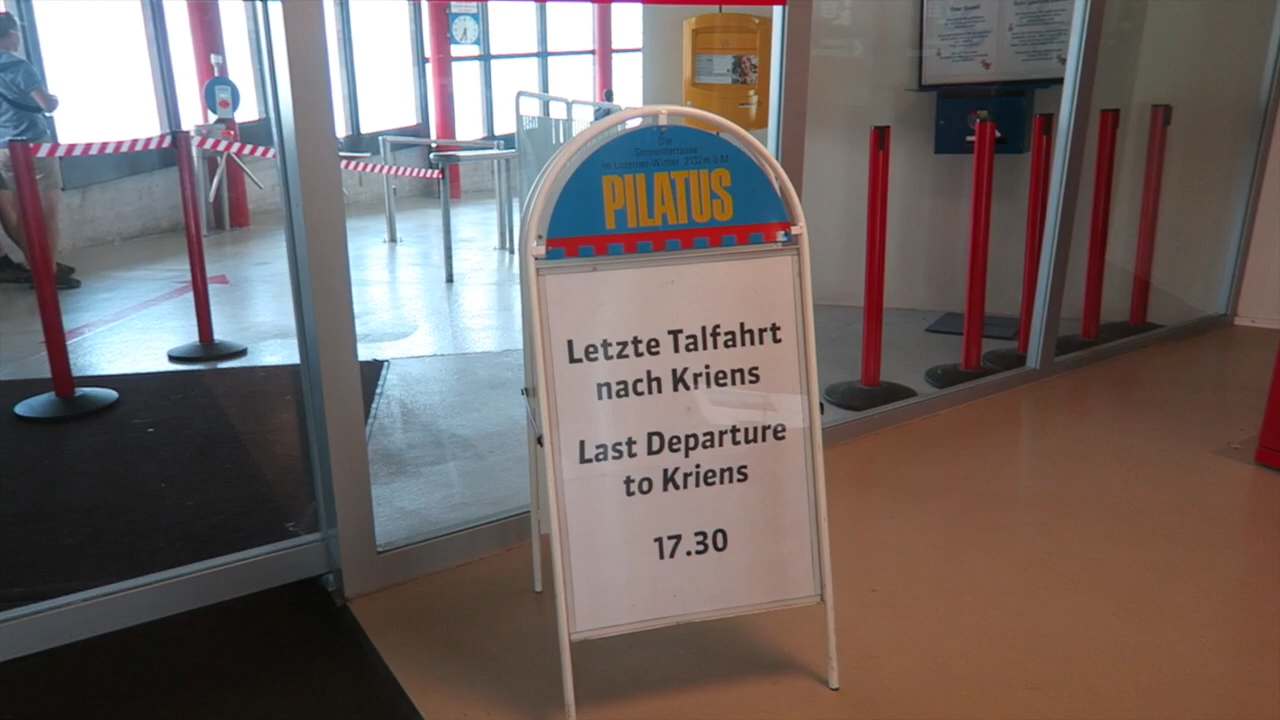 Die
Sonnenterrasse
im Luzerner-Winter 2132 m ü.M.
PILATUS
Letzte Talfahrt
nach Kriens
Last Departure
to Kriens
17.30